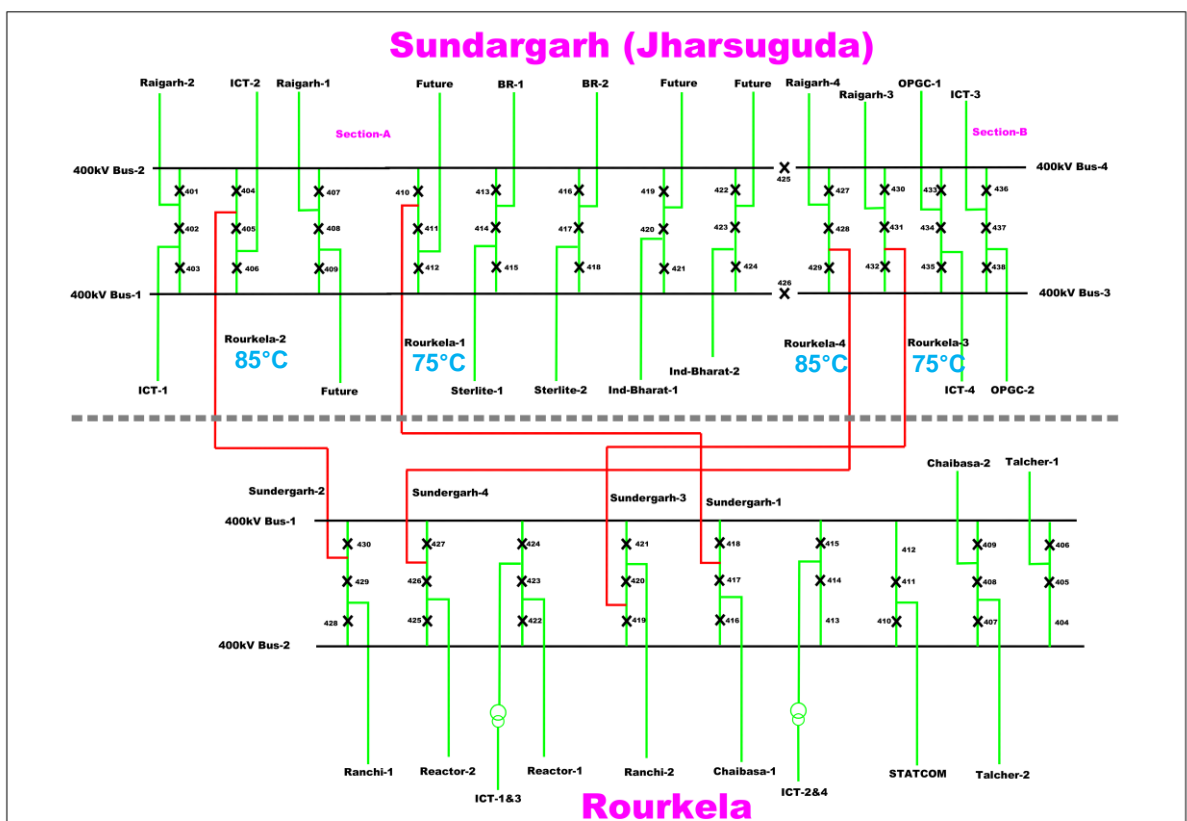 Sundargarh (Jharsuguda)
Raigarh-2 ICT-2 Raigarh-1 Future BR-1 BR-2 Future Future Raigarh-4 Raigarh-3 OPGC-1 ICT-3
Section-A Section-B
400kV Bus-2 425 400kV Bus-4
401 404 407 410 413 416 419 422 427 430 433 436
402 405 408 411 414 417 420 423 428 431 434 437
403 406 409 412 415 418 421 424 429 432 435 438
400kV Bus-1 426 400kV Bus-3
Rourkela-2 Rourkela-1 Rourkela-4 Rourkela-3
85°C 75°C 85°C 75°C
Ind-Bharat-2
ICT-1 Future Sterlite-1 Sterlite-2 Ind-Bharat-1 ICT-4 OPGC-2
Chaibasa-2 Talcher-1
Sundergarh-2 Sundergarh-4 Sundergarh-3 Sundergarh-1
400kV Bus-1
430 427 424 421 418 415 412 409 406
429 426 423 420 417 414 411 408 405
428 425 422 419 416 413 410 407 404
400kV Bus-2
Ranchi-1 Reactor-2 Reactor-1 Ranchi-2 Chaibasa-1 STATCOM Talcher-2
ICT-1&3 ICT-2&4
Rourkela